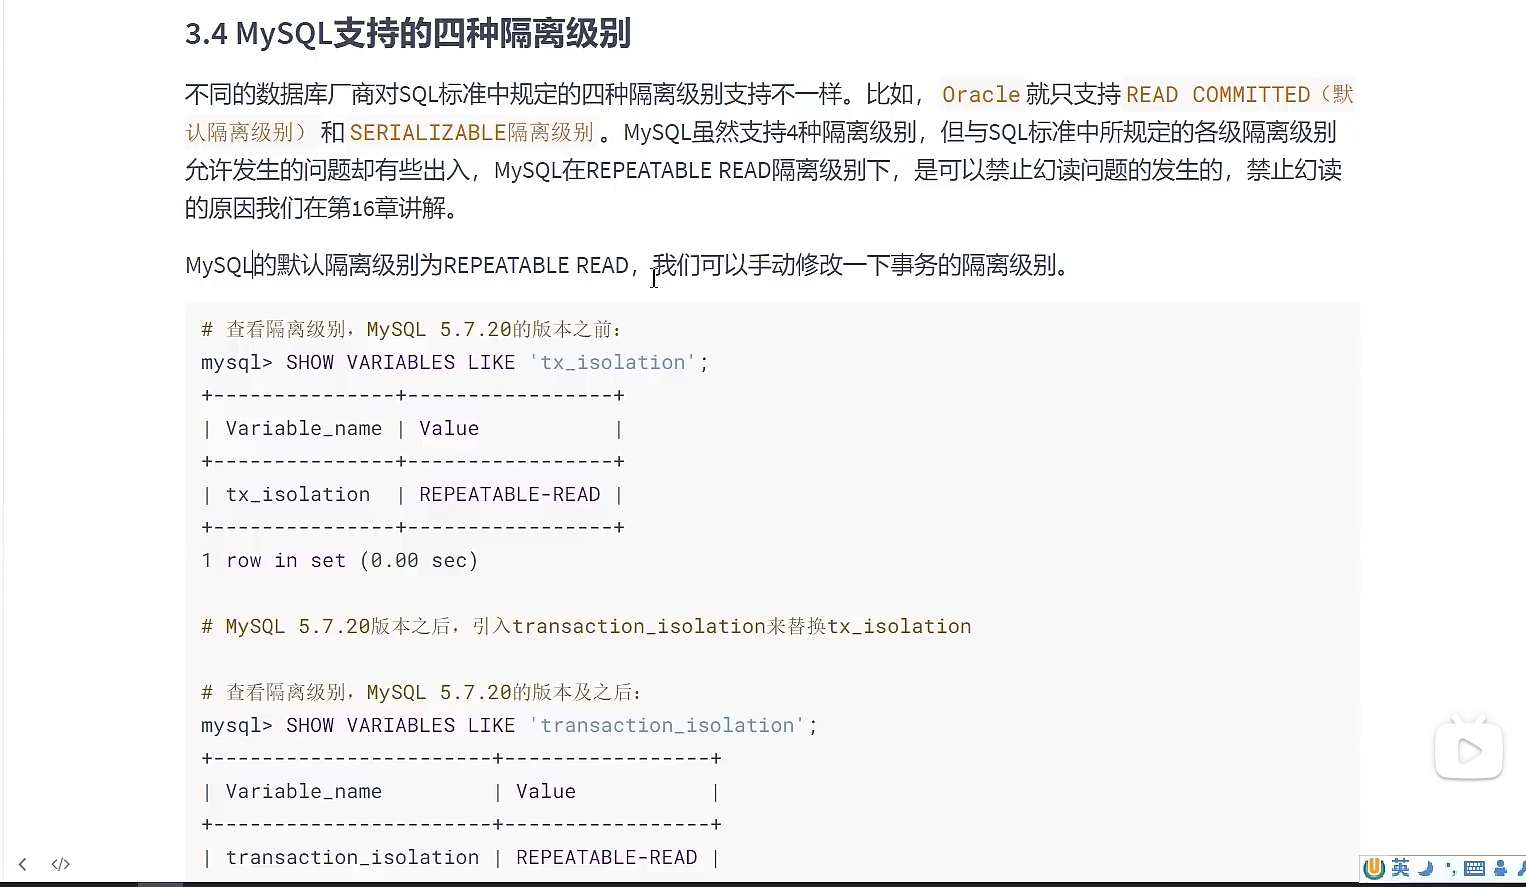 3.4 MySQL支持的四种隔离级别
不同的数据库厂商对SQL标准中规定的四种隔离级别支持不一样。比如， Oracle 就只支持 READ COMMITTED（默
认隔离级别） 和 SERIALIZABLE隔离级别 。MySQL虽然支持4种隔离级别，但与SQL标准中所规定的各级隔离级别
允许发生的问题却有些出入，MySQL在REPEATABLE READ隔离级别下，是可以禁止幻读问题的发生的，禁止幻读
的原因我们在第16章讲解。
MySQL的默认隔离级别为REPEATABLE READ，我们可以手动修改一下事务的隔离级别。
# 查看隔离级别，MySQL 5.7.20的版本之前：
mysql> SHOW VARIABLES LIKE 'tx_isolation';
+---------------+-----------------+
| Variable_name | Value           |
+---------------+-----------------+
| tx_isolation  | REPEATABLE-READ |
+---------------+-----------------+
1 row in set (0.00 sec)
# MySQL 5.7.20版本之后，引入transaction_isolation来替换tx_isolation
# 查看隔离级别，MySQL 5.7.20的版本及之后：
mysql> SHOW VARIABLES LIKE 'transaction_isolation';
+-----------------------+-----------------+
| Variable_name         | Value           |
+-----------------------+-----------------+
| transaction_isolation | REPEATABLE-READ |
英